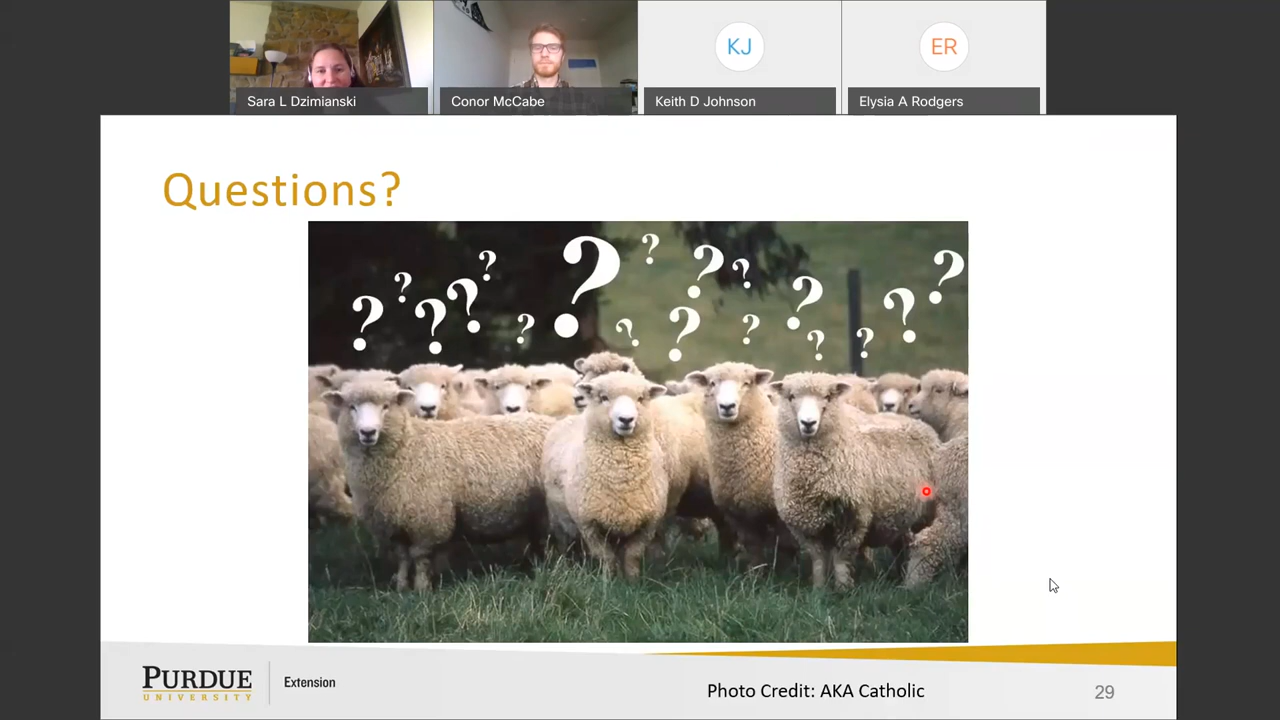 KJ
ER
Sara L Dzimianski
Conor McCabe
Keith D Johnson
Elysia A Rodgers
Questions?
? ? ? ? ? ? ? ? ? ? ? ? ? ? ? ? ? ? ?
PURDUE
UNIVERSITY
Extension
Photo Credit: AKA Catholic
29